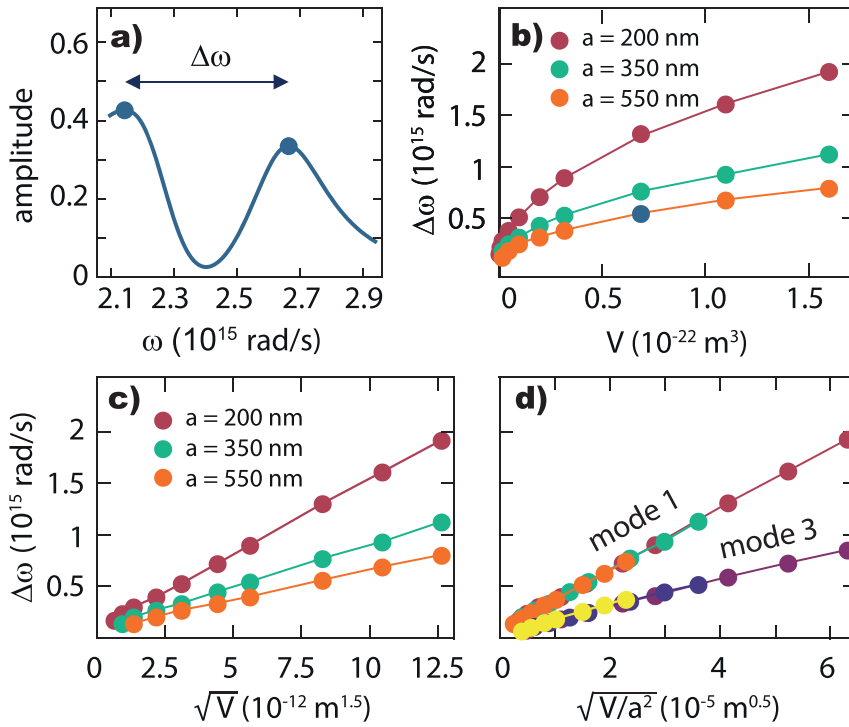 a)
Δω
amplitude
0.6
0.4
0.2
0
2.1 2.3 2.5 2.7 2.9
ω (10¹⁵ rad/s)
b)
a = 200 nm
a = 350 nm
a = 550 nm
Δω (10¹⁵ rad/s)
2
1.5
1
0.5
0 0.5 1.0 1.5
V (10⁻²² m³)
c)
a = 200 nm
a = 350 nm
a = 550 nm
Δω (10¹⁵ rad/s)
2
1.5
1
0.5
0 2.5 5 7.5 10 12.5
√V (10⁻¹² m¹·⁵)
d)
mode 1
mode 3
0 2 4 6
√V/a² (10⁻⁵ m⁰·⁵)